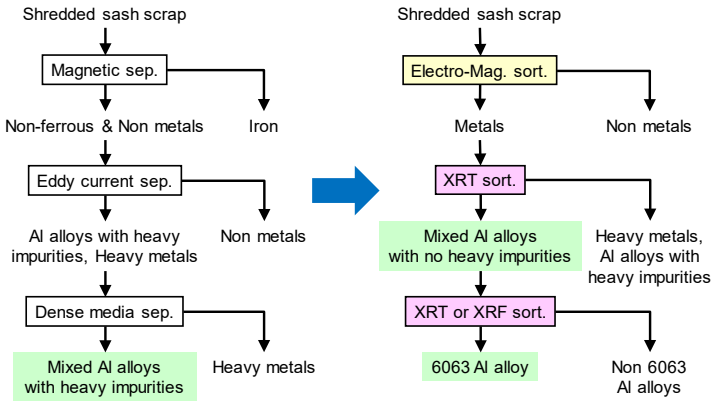 Shredded sash scrap
Magnetic sep.
Non-ferrous & Non metals
Iron
Eddy current sep.
Al alloys with heavy
impurities, Heavy metals
Non metals
Dense media sep.
Mixed Al alloys
with heavy impurities
Heavy metals
Shredded sash scrap
Electro-Mag. sort.
Metals
Non metals
XRT sort.
Mixed Al alloys
with no heavy impurities
Heavy metals,
Al alloys with
heavy impurities
XRT or XRF sort.
6063 Al alloy
Non 6063
Al alloys